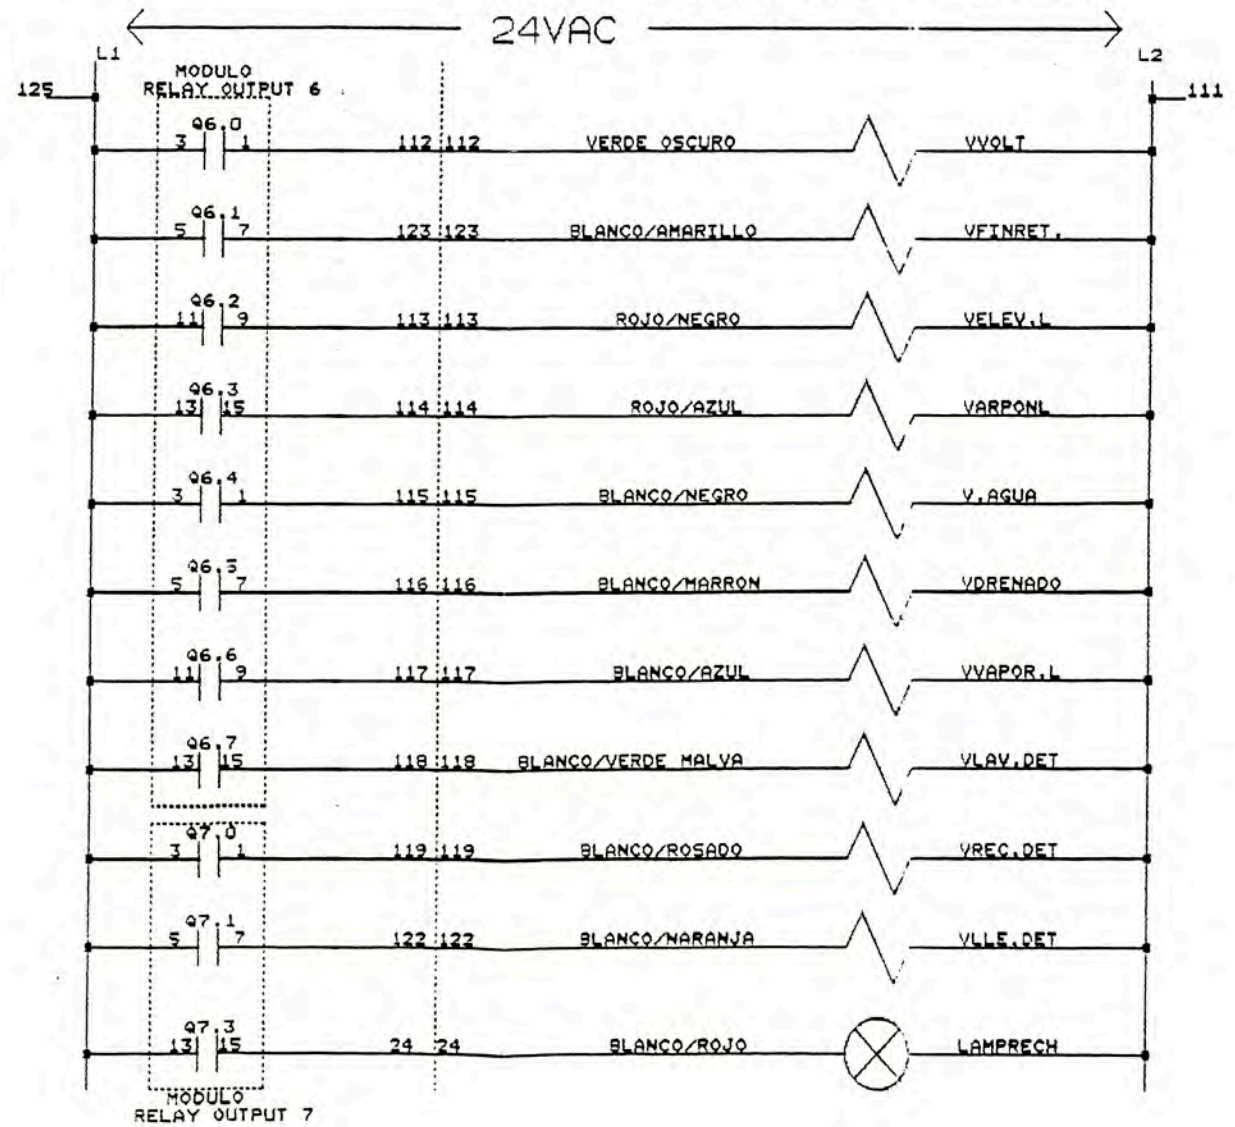 24VAC
L1
L2
MODULO
RELAY OUTPUT 6
125
111
Q6.0
3 1 112 112 VERDE OSCURO VVOLT
Q6.1
5 7 123 123 BLANCO/AMARILLO VFINRET.
Q6.2
11 9 113 113 ROJO/NEGRO VELEV.L
Q6.3
13 15 114 114 ROJO/AZUL VARPONL
Q6.4
3 1 115 115 BLANCO/NEGRO V.AGUA
Q6.5
5 7 116 116 BLANCO/MARRON VDRENADO
Q6.6
11 9 117 117 BLANCO/AZUL VVAPOR.L
Q6.7
13 15 118 118 BLANCO/VERDE MALVA VLAV.DET
Q7.0
3 1 119 119 BLANCO/ROSADO VREC.DET
Q7.1
5 7 122 122 BLANCO/NARANJA VLLE.DET
Q7.3
13 15 24 24 BLANCO/ROJO LAMPRECH
MODULO
RELAY OUTPUT 7